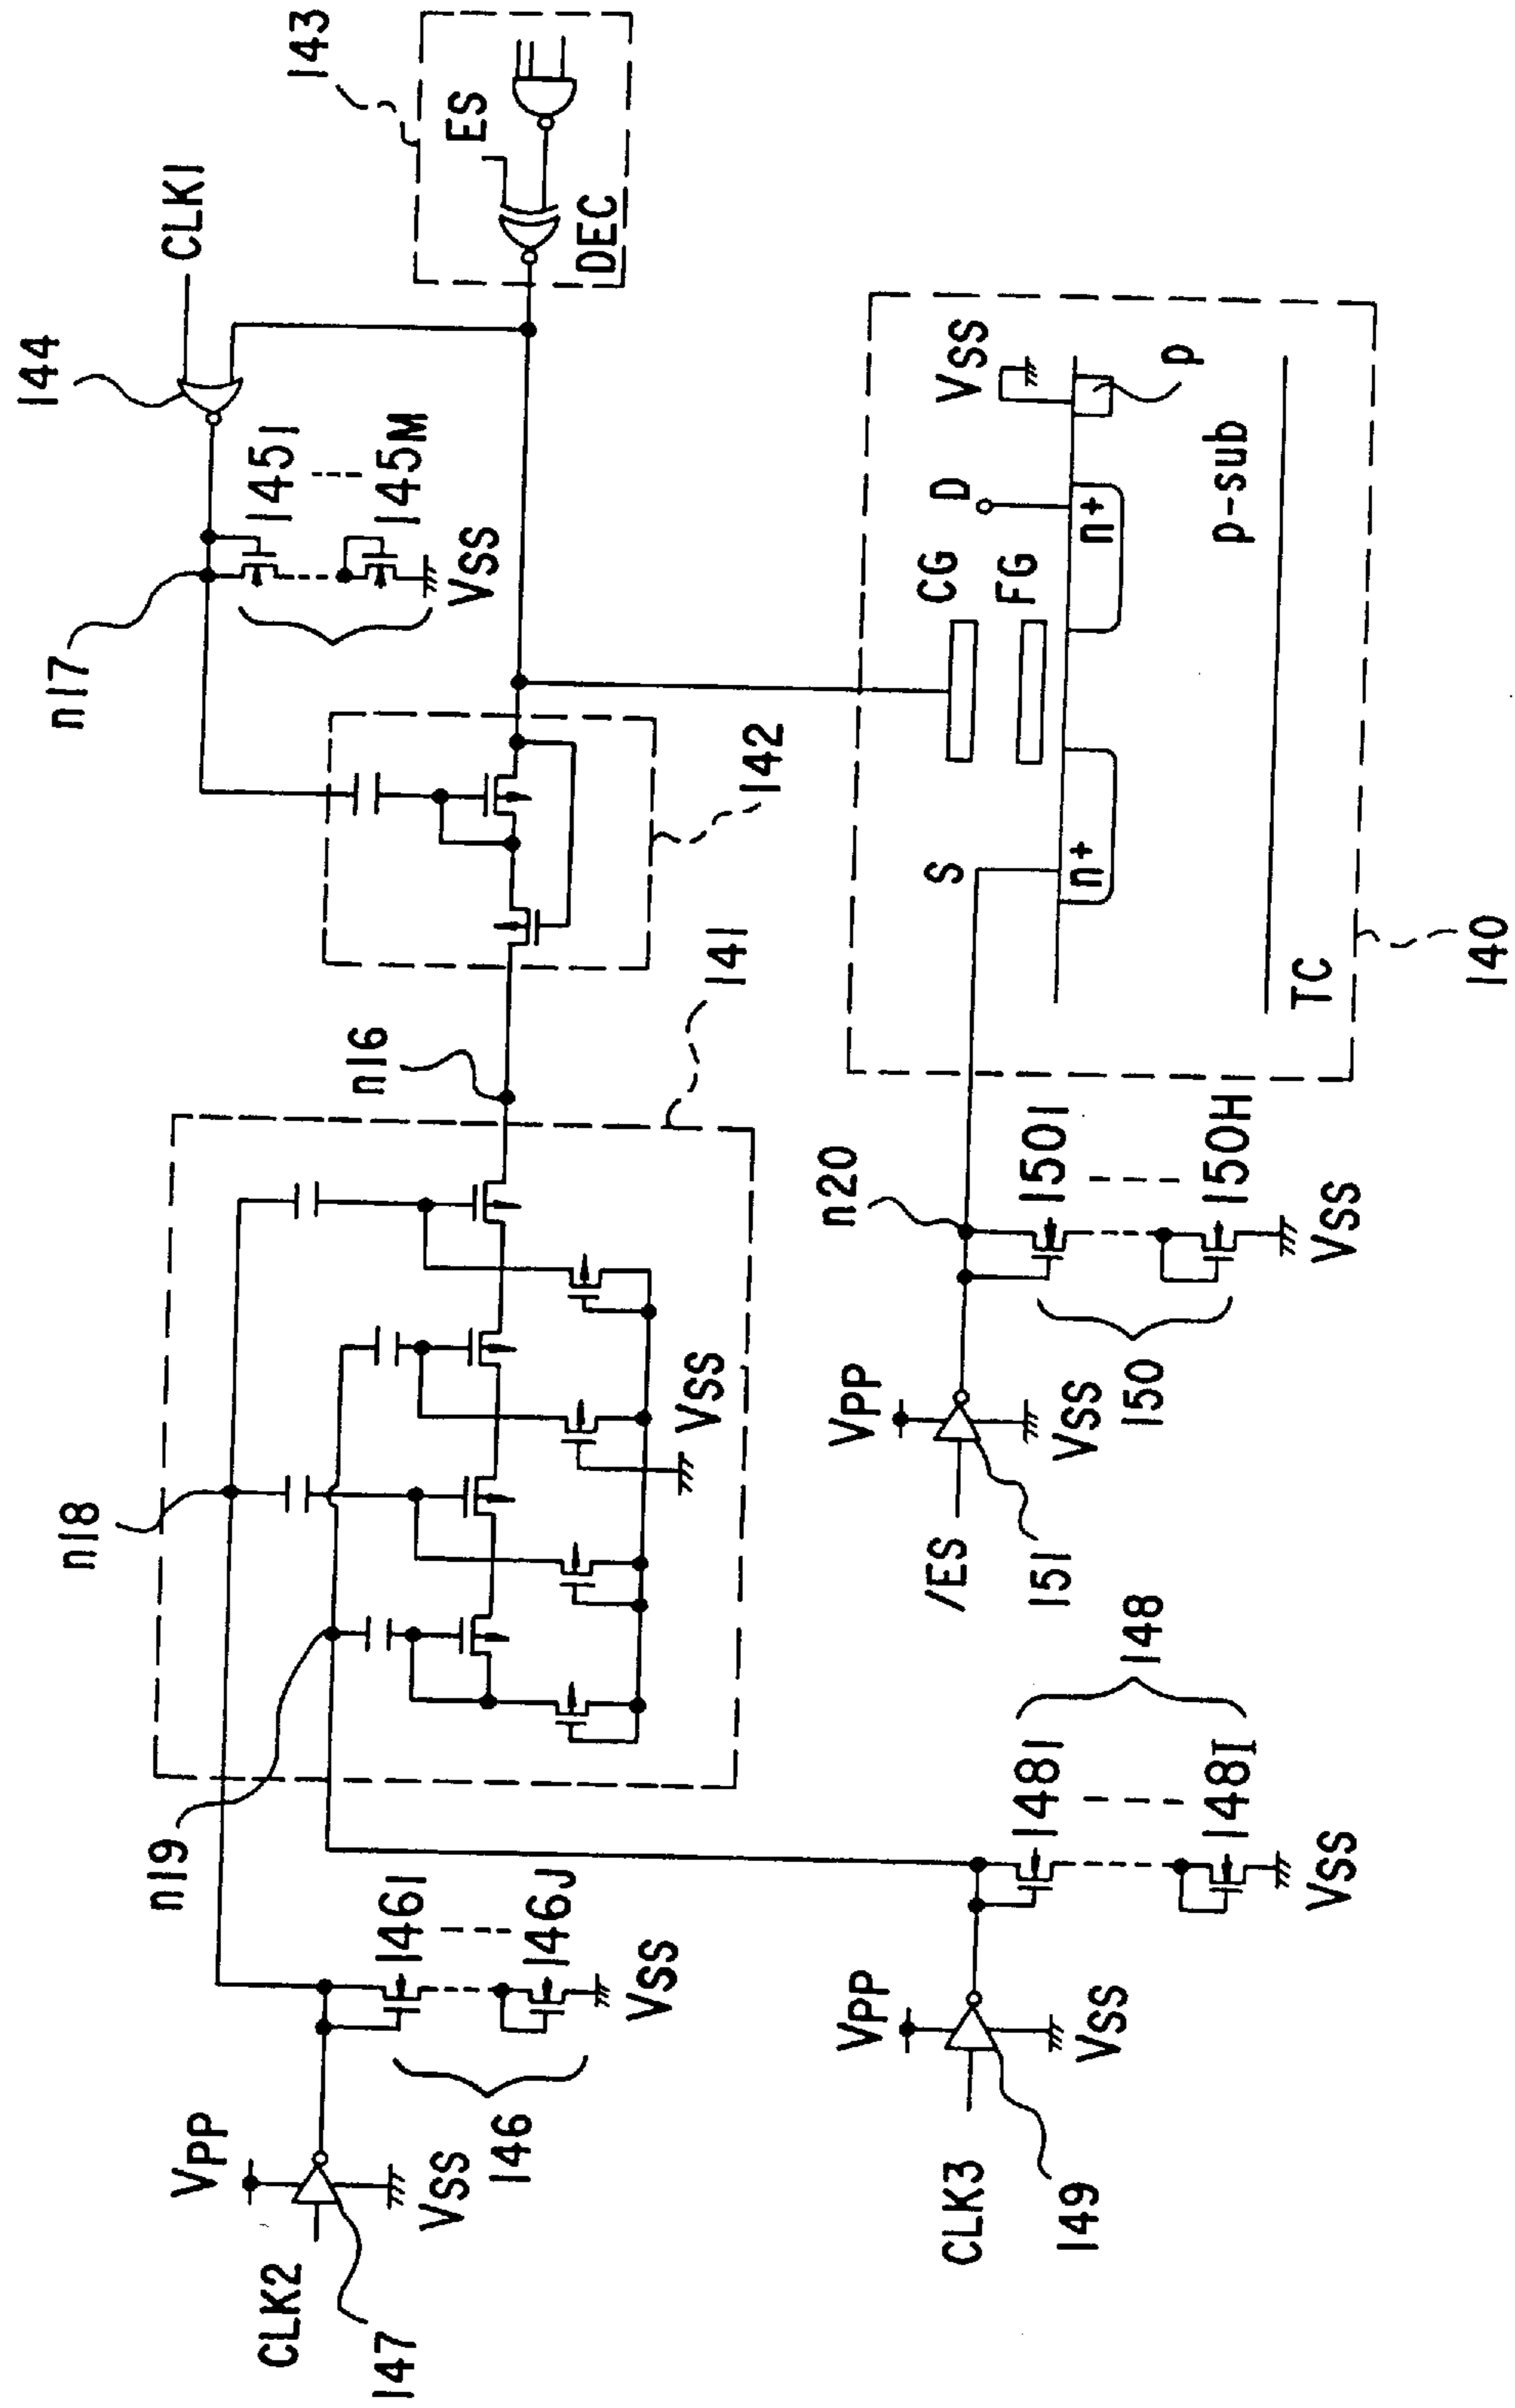 143
ES
DEC
CLK1
144
1451
145M
VSS
n17
142
141
n16
n18
n19
VSS
VSS
D
CG
FG
S
n+
n+
p
p-sub
TC
140
n20
1501
150H
VSS
150
VPP
VSS
/ES
151
148
1481
148I
VSS
VPP
VSS
CLK3
149
1461
146J
VSS
146
VPP
VSS
CLK2
147